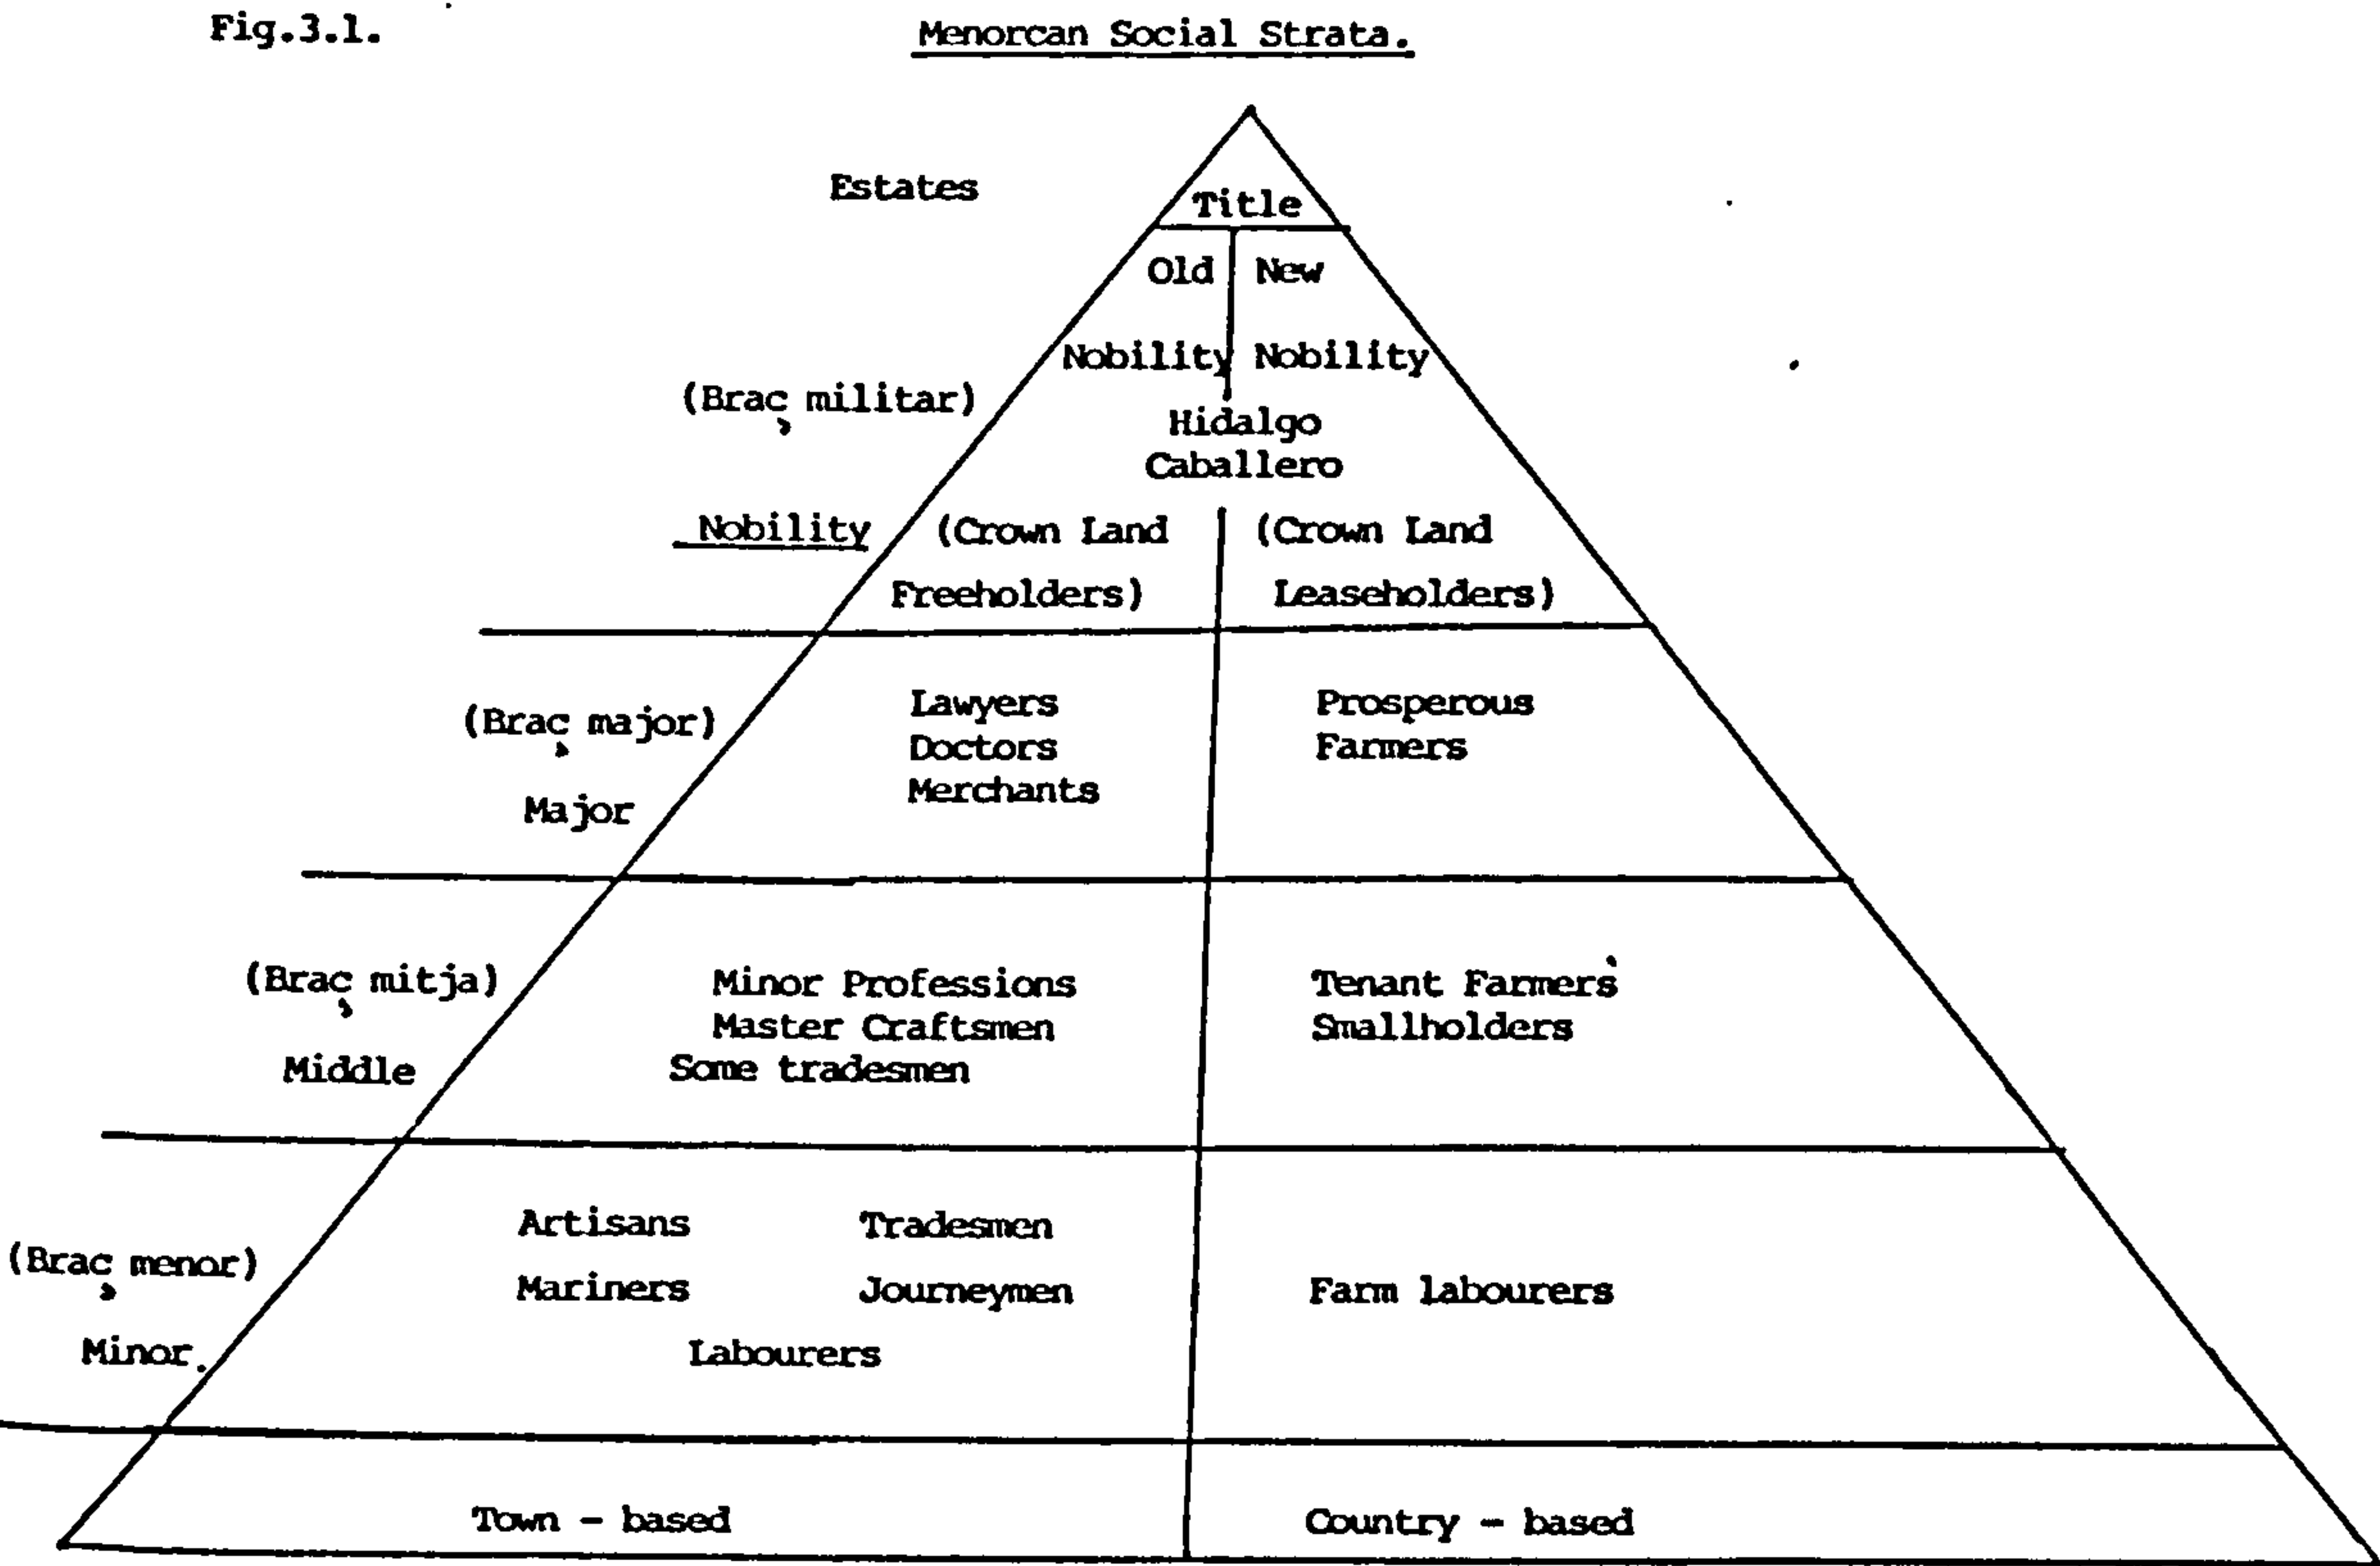 Fig.3.1.
Menorcan Social Strata.
Estates
Title
Old New
Nobility Nobility
(Braç militar)
Hidalgo
Caballero
Nobility (Crown Land (Crown Land
Freeholders) Leaseholders)
(Braç major)
Lawyers Prosperous
Doctors Farmers
Merchants
Major
(Braç mitja)
Minor Professions Tenant Farmers
Master Craftsmen Smallholders
Middle Some tradesmen
Artisans Tradesmen
(Braç menor)
Mariners Journeymen Farm labourers
Minor. Labourers
Town - based Country - based